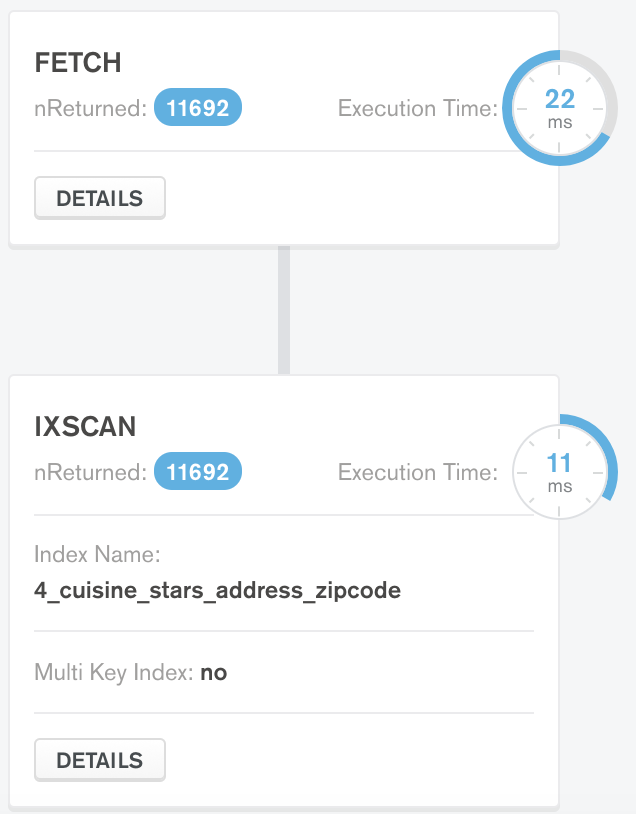 FETCH
nReturned: 11692 Execution Time: 22 ms
DETAILS
IXSCAN
nReturned: 11692 Execution Time: 11 ms
Index Name:
4_cuisine_stars_address_zipcode
Multi Key Index: no
DETAILS